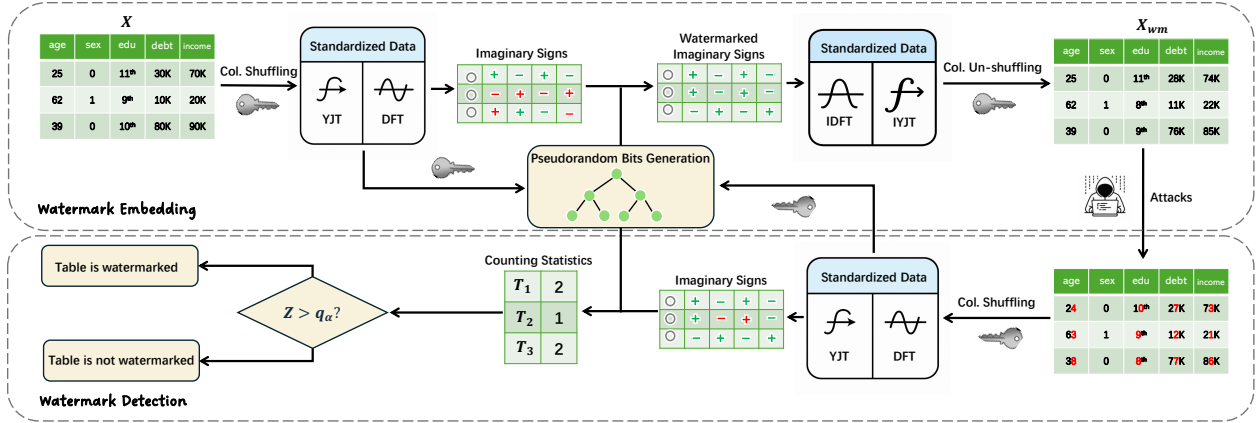 X
age sex edu debt income
25 0 11th 30K 70K
62 1 9th 10K 20K
39 0 10th 80K 90K
Col. Shuffling
Standardized Data
YJT DFT
Imaginary Signs
+ − + −
− + − +
+ + − −
Watermarked
Imaginary Signs
+ − + −
+ − + −
− − + +
Standardized Data
IDFT IYJT
Col. Un-shuffling
X_wm
age sex edu debt income
25 0 11th 28K 74K
62 1 8th 11K 22K
39 0 9th 76K 85K
Pseudorandom Bits Generation
Watermark Embedding
Attacks
Table is watermarked
Z > q_α?
Table is not watermarked
Counting Statistics
T_1 2
T_2 1
T_3 2
Imaginary Signs
+ − + −
+ − + −
− − − +
Standardized Data
YJT DFT
Col. Shuffling
age sex edu debt income
24 0 10th 27K 73K
63 1 9th 12K 21K
38 0 8th 77K 86K
Watermark Detection